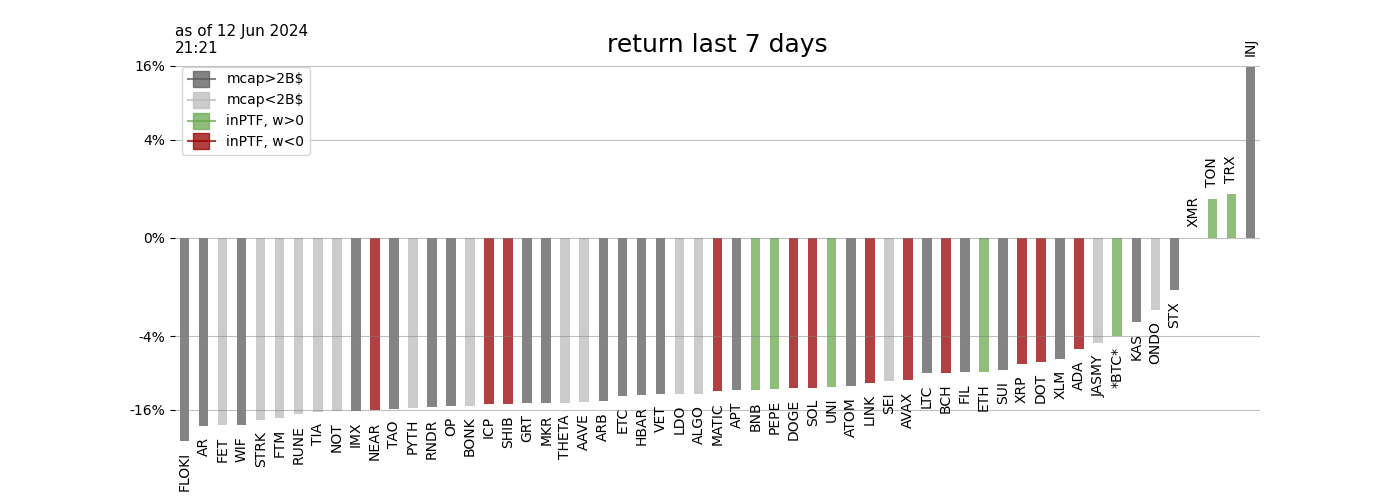 as of 12 Jun 2024
21:21
return last 7 days
16%
4%
0%
-4%
-16%
mcap>2B$
mcap<2B$
inPTF, w>0
inPTF, w<0
FLOKI
AR
FET
WIF
STRK
FTM
RUNE
TIA
NOT
IMX
NEAR
TAO
PYTH
RNDR
OP
BONK
ICP
SHIB
GRT
MKR
THETA
AAVE
ARB
ETC
HBAR
VET
LDO
ALGO
MATIC
APT
BNB
PEPE
DOGE
SOL
UNI
ATOM
LINK
SEI
AVAX
LTC
BCH
FIL
ETH
SUI
XRP
DOT
XLM
ADA
JASMY
*BTC*
KAS
ONDO
STX
XMR
TON
TRX
INJ